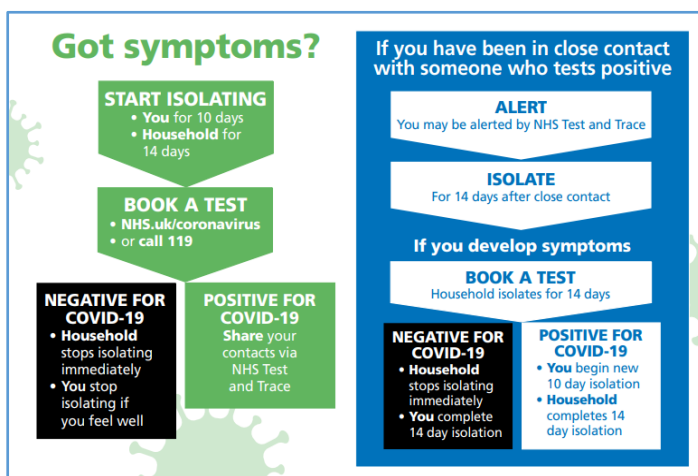 Got symptoms?
START ISOLATING
• You for 10 days
• Household for
14 days
BOOK A TEST
• NHS.uk/coronavirus
• or call 119
NEGATIVE FOR
COVID-19
• Household
stops isolating
immediately
• You stop
isolating if
you feel well
POSITIVE FOR
COVID-19
Share your
contacts via
NHS Test
and Trace
If you have been in close contact
with someone who tests positive
ALERT
You may be alerted by NHS Test and Trace
ISOLATE
For 14 days after close contact
If you develop symptoms
BOOK A TEST
Household isolates for 14 days
NEGATIVE FOR
COVID-19
• Household
stops isolating
immediately
• You complete
14 day isolation
POSITIVE FOR
COVID-19
• You begin new
10 day isolation
• Household
completes 14
day isolation